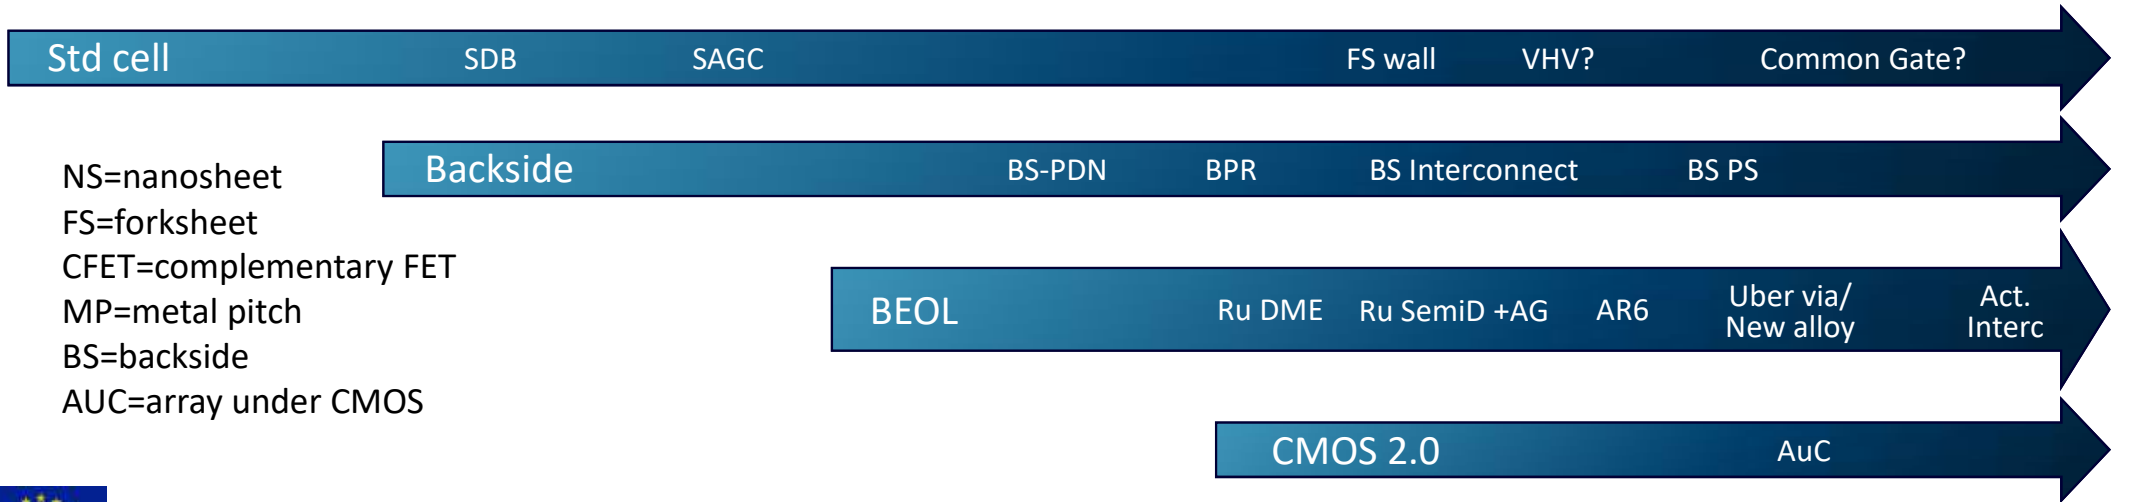 Std cell SDB SAGC FS wall VHV? Common Gate?
Backside BS-PDN BPR BS Interconnect BS PS
NS=nanosheet
FS=forksheet
CFET=complementary FET
MP=metal pitch
BS=backside
AUC=array under CMOS
BEOL Ru DME Ru SemiD +AG AR6 Uber via/ Act.
New alloy Interc
CMOS 2.0 AuC